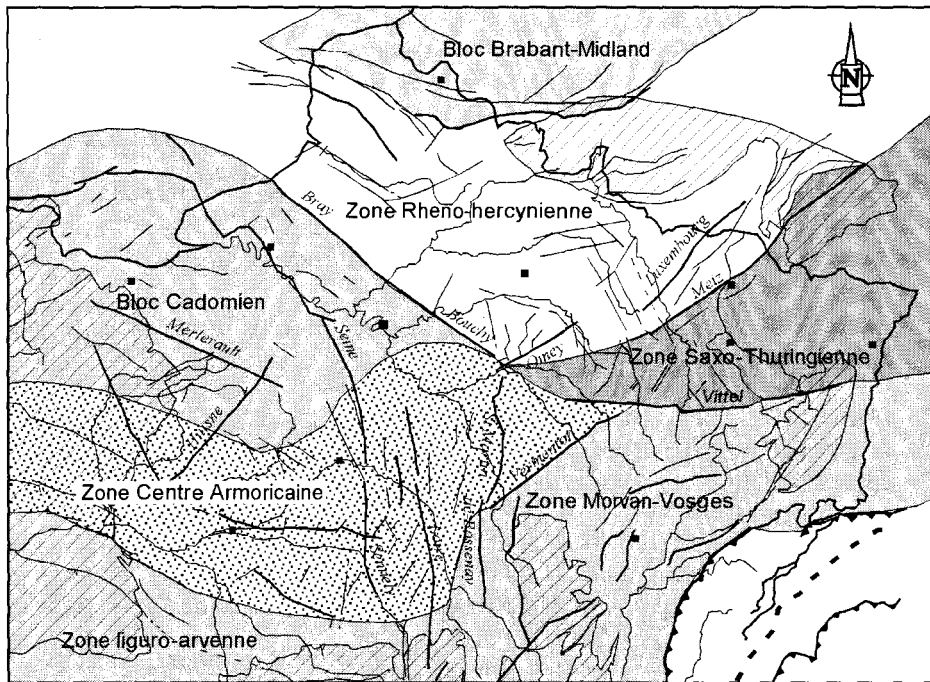 Bloc Brabant-Midland
N
Bray
Zone Rheno-hercynienne
Luxembourg
Metz
Bloc Cadomien
Merlerault
Seine
Bouchy
Omey
Zone Saxo-Thuringienne
Vittel
Vermenton
Zone Centre Armoricaine
Zone Morvan-Vosges
Zone liguro-arvenne